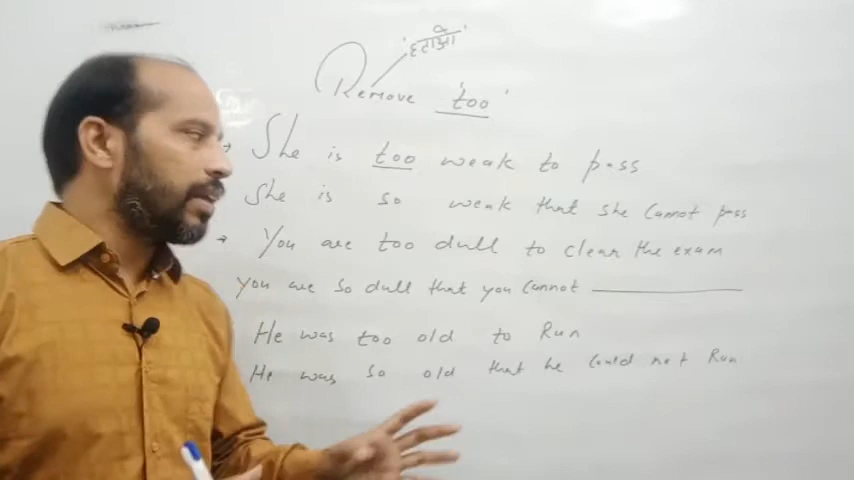 हटाओ
Remove 'too'
She is too weak to pass
She is so weak that she cannot pass
You are too dull to clear the exam
you are so dull that you cannot
He was too old to Run
He was so old that he could not Run